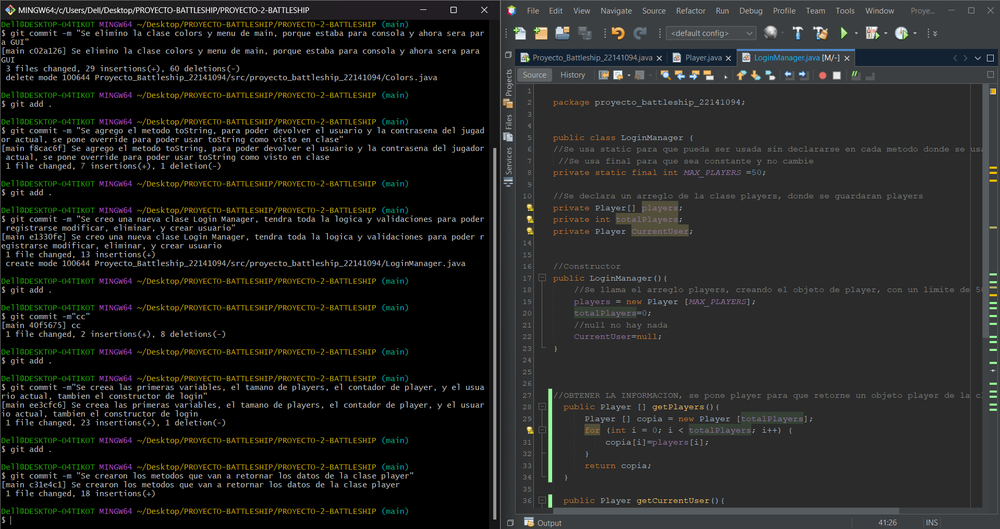 MINGW64:/c/Users/Dell/Desktop/PROYECTO-BATTLESHIP/PROYECTO-2-BATTLESHIP
Dell@DESKTOP-O4TIKOT MINGW64 ~/Desktop/PROYECTO-BATTLESHIP/PROYECTO-2-BATTLESHIP (main)
$ git commit -m "Se elimino la clase colors y menu de main, porque estaba para consola y ahora sera par
a GUI"
[main c02a126] Se elimino la clase colors y menu de main, porque estaba para consola y ahora sera para
GUI
3 files changed, 29 insertions(+), 60 deletions(-)
delete mode 100644 Proyecto_Battleship_22141094/src/proyecto_battleship_22141094/Colors.java
Dell@DESKTOP-O4TIKOT MINGW64 ~/Desktop/PROYECTO-BATTLESHIP/PROYECTO-2-BATTLESHIP (main)
$ git add .
Dell@DESKTOP-O4TIKOT MINGW64 ~/Desktop/PROYECTO-BATTLESHIP/PROYECTO-2-BATTLESHIP (main)
$ git commit -m "Se agrego el metodo toString, para poder devolver el usuario y la contrasena del jugad
or actual, se pone override para poder usar toString como visto en clase"
[main f8cac6f] Se agrego el metodo toString, para poder devolver el usuario y la contrasena del jugador
actual, se pone override para poder usar toString como visto en clase
1 file changed, 7 insertions(+), 1 deletion(-)
Dell@DESKTOP-O4TIKOT MINGW64 ~/Desktop/PROYECTO-BATTLESHIP/PROYECTO-2-BATTLESHIP (main)
$ git add .
Dell@DESKTOP-O4TIKOT MINGW64 ~/Desktop/PROYECTO-BATTLESHIP/PROYECTO-2-BATTLESHIP (main)
$ git commit -m "Se creo una nueva clase Login Manager, tendra toda la logica y validaciones para poder
registrarse modificar, eliminar, y crear usuario"
[main e1330fe] Se creo una nueva clase Login Manager, tendra toda la logica y validaciones para poder r
egistrarse modificar, eliminar, y crear usuario
1 file changed, 13 insertions(+)
create mode 100644 Proyecto_Battleship_22141094/src/proyecto_battleship_22141094/LoginManager.java
Dell@DESKTOP-O4TIKOT MINGW64 ~/Desktop/PROYECTO-BATTLESHIP/PROYECTO-2-BATTLESHIP (main)
$ git add .
Dell@DESKTOP-O4TIKOT MINGW64 ~/Desktop/PROYECTO-BATTLESHIP/PROYECTO-2-BATTLESHIP (main)
$ git commit -m"cc"
[main 40f5675] cc
1 file changed, 2 insertions(+), 8 deletions(-)
Dell@DESKTOP-O4TIKOT MINGW64 ~/Desktop/PROYECTO-BATTLESHIP/PROYECTO-2-BATTLESHIP (main)
$ git add .
Dell@DESKTOP-O4TIKOT MINGW64 ~/Desktop/PROYECTO-BATTLESHIP/PROYECTO-2-BATTLESHIP (main)
$ git commit -m"Se creea las primeras variables, el tamano de players, el contador de player, y el usua
rio actual, tambien el constructor de login"
[main ee3cfc6] Se creea las primeras variables, el tamano de players, el contador de player, y el usuar
io actual, tambien el constructor de login
1 file changed, 23 insertions(+), 1 deletion(-)
Dell@DESKTOP-O4TIKOT MINGW64 ~/Desktop/PROYECTO-BATTLESHIP/PROYECTO-2-BATTLESHIP (main)
$ git add .
Dell@DESKTOP-O4TIKOT MINGW64 ~/Desktop/PROYECTO-BATTLESHIP/PROYECTO-2-BATTLESHIP (main)
$ git commit -m "Se crearon los metodos que van a retornar los datos de la clase player"
[main c31e4c1] Se crearon los metodos que van a retornar los datos de la clase player
1 file changed, 18 insertions(+)
Dell@DESKTOP-O4TIKOT MINGW64 ~/Desktop/PROYECTO-BATTLESHIP/PROYECTO-2-BATTLESHIP (main)
$
File Edit View Navigate Source Refactor Run Debug Profile Team Tools Window Proye...
<default config>
Proyecto_Battleship_22141094.java Player.java LoginManager.java [M/-]
Source History
Projects
Files
Services
1
2 package proyecto_battleship_22141094;
3
4
5 public class LoginManager {
6 //Se usa static para que pueda ser usada sin declararse en cada metodo donde se usa
7 //Se usa final para que sea constante y no cambie
8 private static final int MAX_PLAYERS =50;
9
10 //Se declara un arreglo de la clase players, donde se guardaran players
private Player[] players;
private int totalPlayers;
private Player CurrentUser;
14
15
16 //Constructor
17 public LoginManager(){
18 //Se llama el arreglo players, creando el objeto de player, con un limite de 50
19 players = new Player [MAX_PLAYERS];
20 totalPlayers=0;
21 //null no hay nada
22 CurrentUser=null;
23 }
24
25
26
27 //OBTENER LA INFORMACION, se pone player para que retorne un objeto player de la cl
28 public Player [] getPlayers(){
29 Player [] copia = new Player [totalPlayers];
for (int i = 0; i < totalPlayers; i++) {
31 copia[i]=players[i];
32 }
33 return copia;
34 }
35
36 public Player getCurrentUser(){
Output
41:26 INS